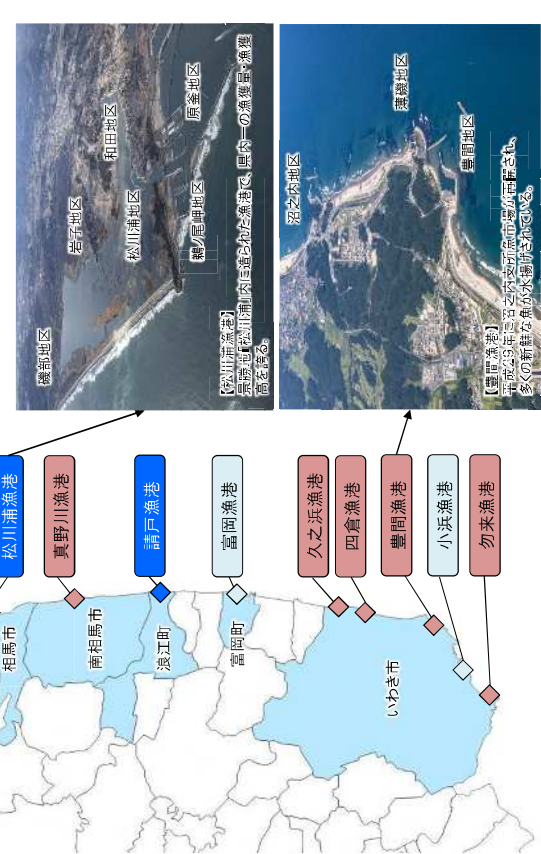 磯部地区
岩子地区
和田地区
松川浦地区
原釜地区
鵜ノ尾岬地区
【松川浦漁港】
景勝地「松川浦」内に造られた漁港で、県内一の漁獲量・漁獲
高を誇る。
沼之内地区
薄磯地区
豊間地区
【豊間漁港】
平成29年に沼之内支所魚市場が再開され、
多くの新鮮な魚が水揚げされている。
松川浦漁港
真野川漁港
請戸漁港
富岡漁港
久之浜漁港
四倉漁港
豊間漁港
小浜漁港
勿来漁港
相馬市
南相馬市
浪江町
富岡町
いわき市